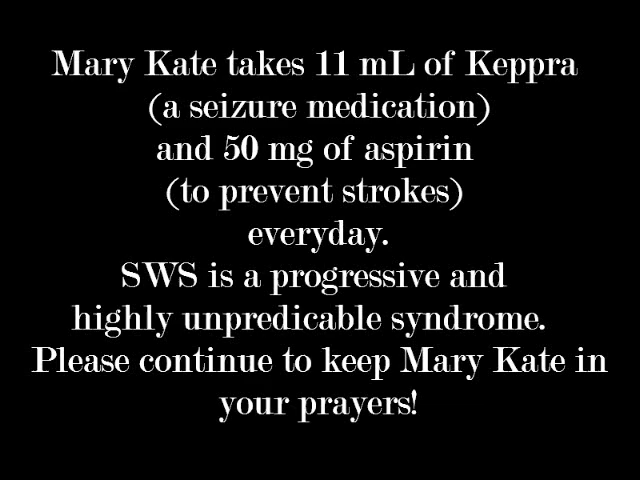 Mary Kate takes 11 mL of Keppra
(a seizure medication)
and 50 mg of aspirin
(to prevent strokes)
everyday.
SWS is a progressive and
highly unpredicable syndrome.
Please continue to keep Mary Kate in
your prayers!